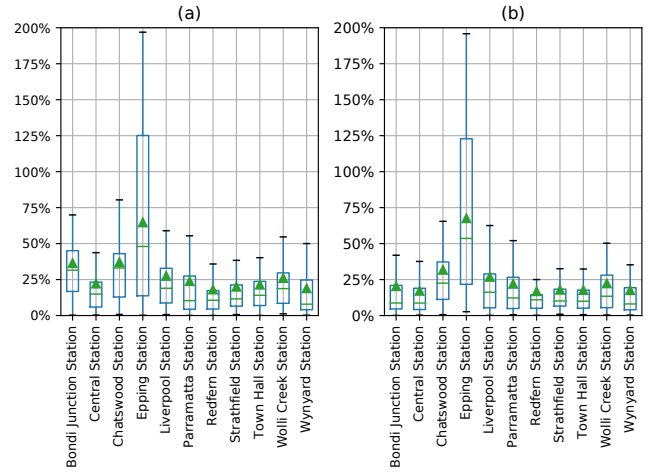 (a)
200%
175%
150%
125%
100%
75%
50%
25%
0%
Bondi Junction Station
Central Station
Chatswood Station
Epping Station
Liverpool Station
Parramatta Station
Redfern Station
Strathfield Station
Town Hall Station
Wolli Creek Station
Wynyard Station
(b)
200%
175%
150%
125%
100%
75%
50%
25%
0%
Bondi Junction Station
Central Station
Chatswood Station
Epping Station
Liverpool Station
Parramatta Station
Redfern Station
Strathfield Station
Town Hall Station
Wolli Creek Station
Wynyard Station